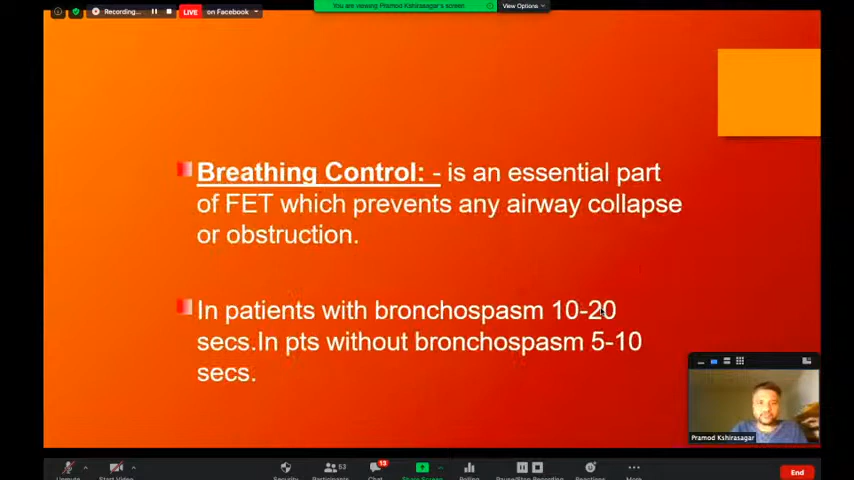 Recording...
LIVE
on Facebook
You are viewing Pramod Kshirasagar's screen
View Options
Breathing Control: - is an essential part
of FET which prevents any airway collapse
or obstruction.
In patients with bronchospasm 10-20
secs.In pts without bronchospasm 5-10
secs.
Pramod Kshirasagar
Unmute
Start Video
Security
Participants
53
Chat
13
Share Screen
Polling
Pause/Stop Recording
Reactions
More
End